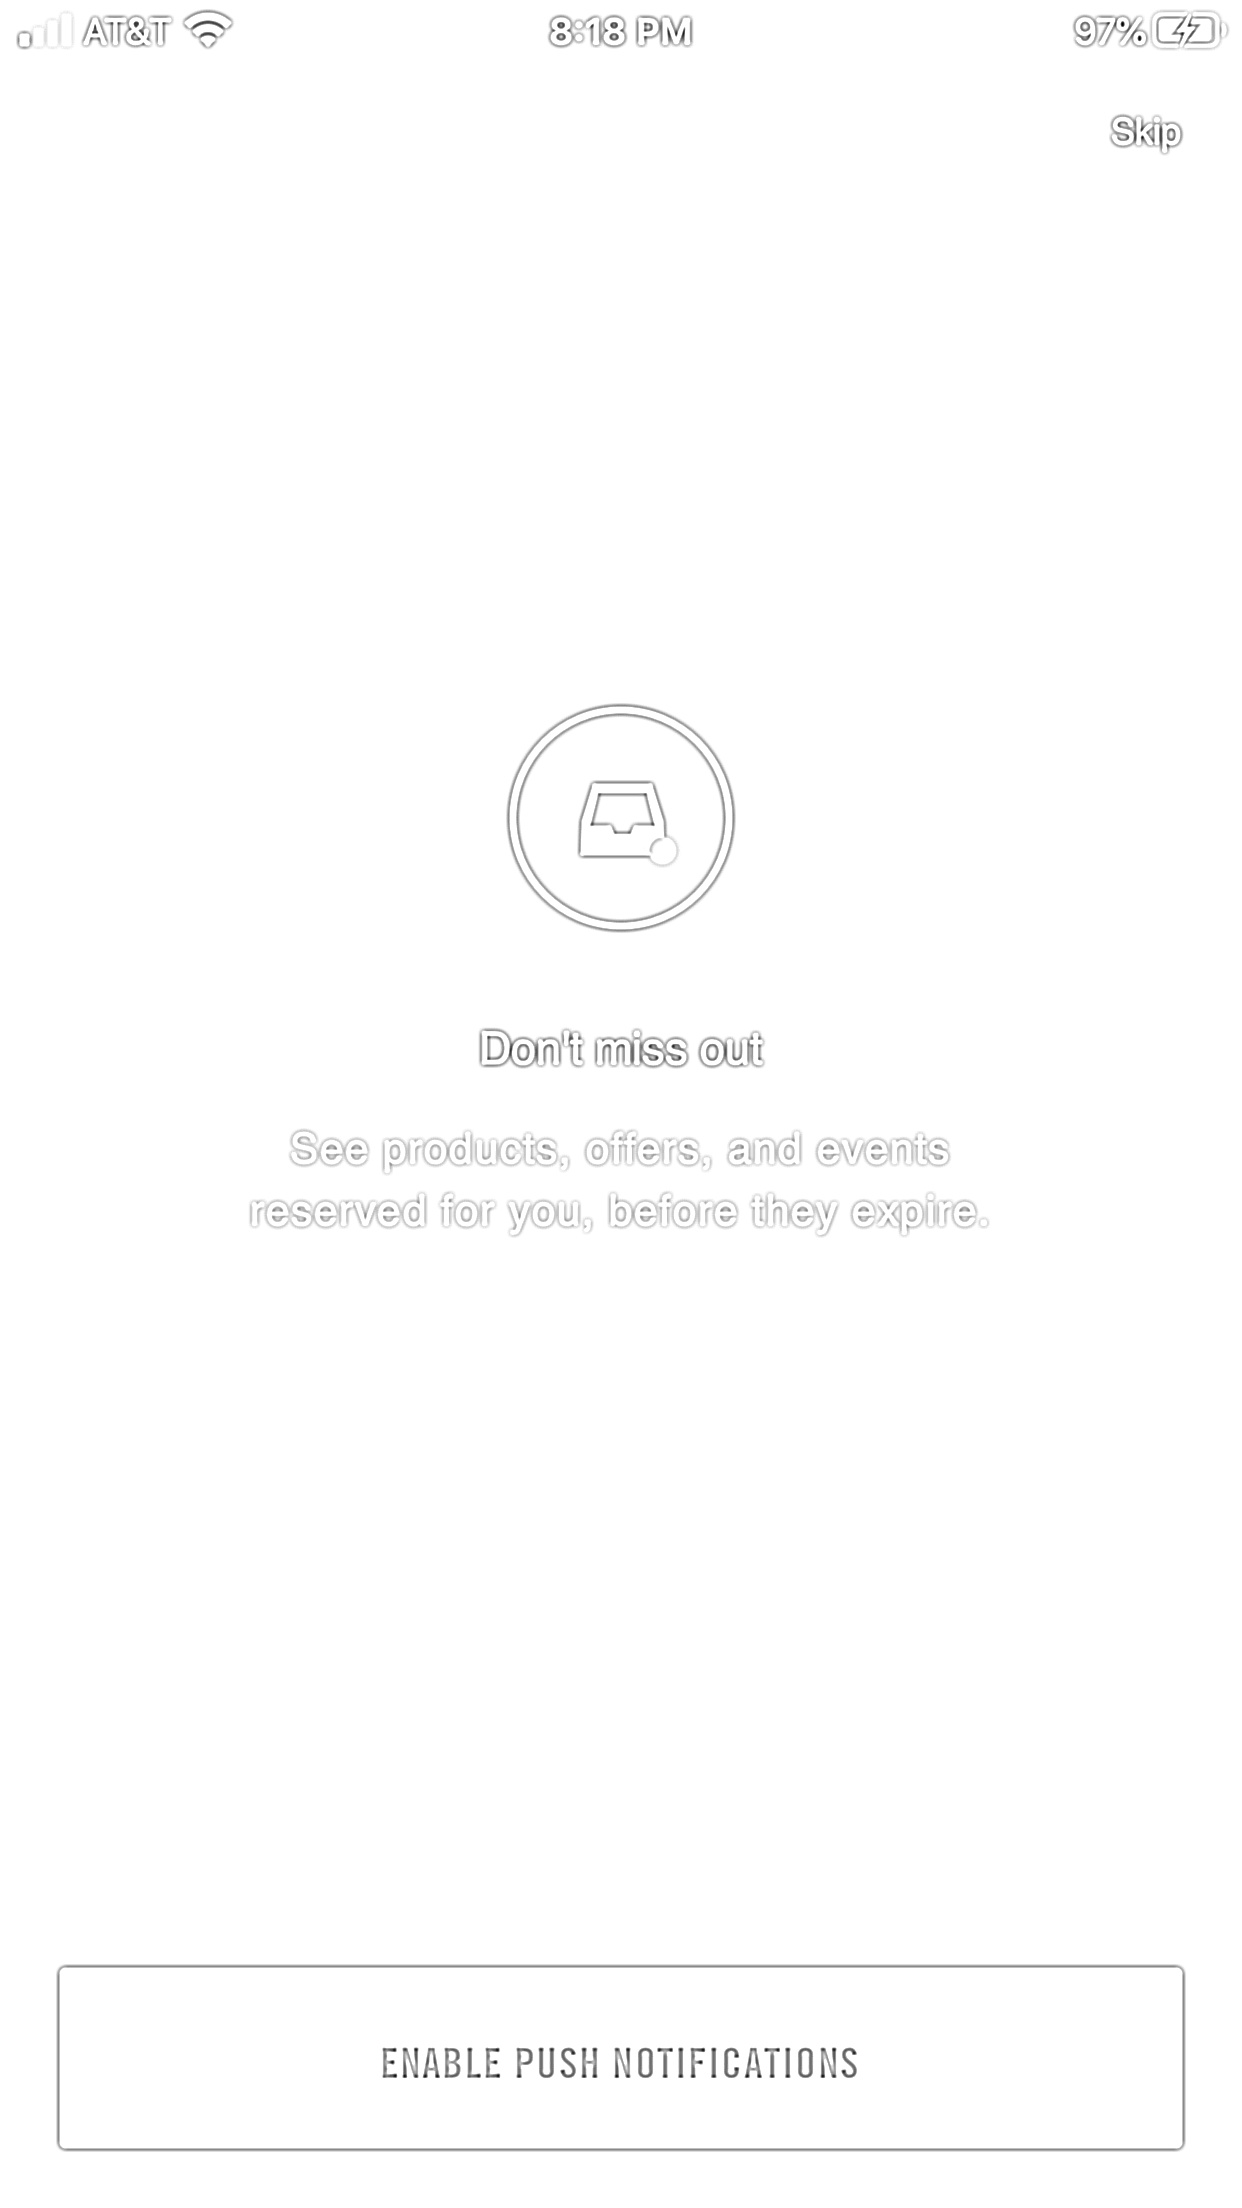 AT&T 8:18 PM 97%
Skip
Don't miss out
See products, offers, and events
reserved for you, before they expire.
ENABLE PUSH NOTIFICATIONS